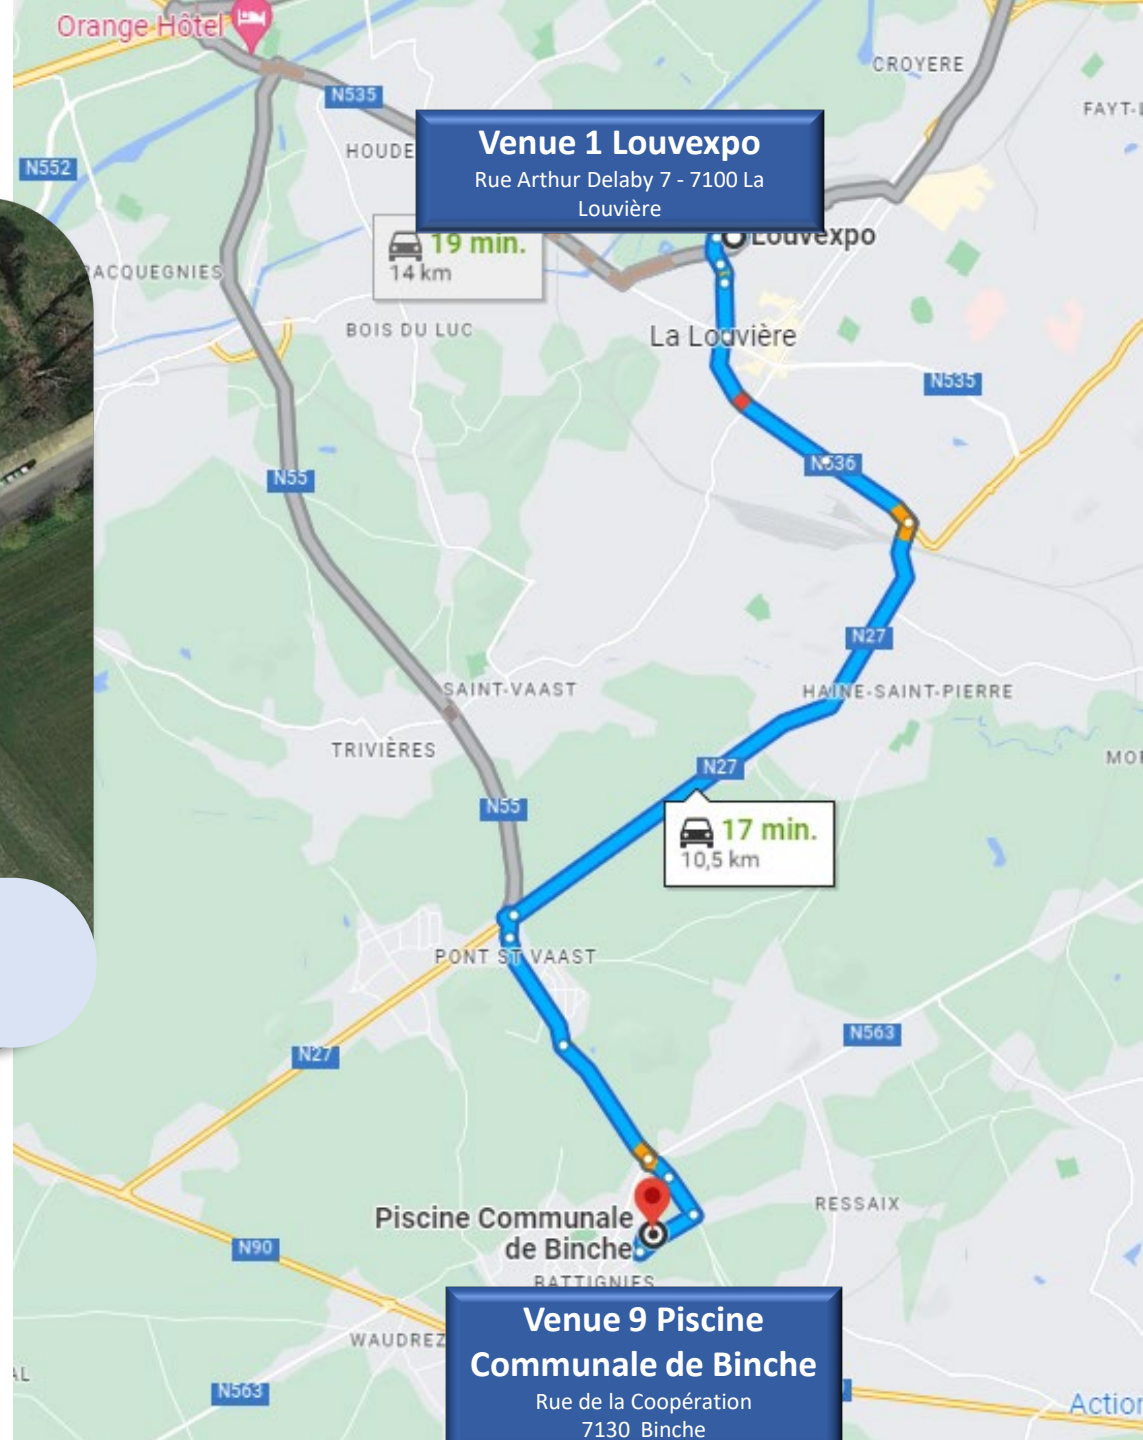 Orange Hôtel
CROYERE
N535
N552
Venue 1 Louvexpo
Rue Arthur Delaby 7 - 7100 La
Louvière
19 min.
14 km
Louvexpo
BOIS DU LUC
La Louvière
N535
N536
N55
N27
SAINT-VAAST
HAINE-SAINT-PIERRE
TRIVIÈRES
N27
N55
17 min.
10,5 km
PONT ST VAAST
N563
N27
RESSAIX
Piscine Communale
de Binche
N90
BATTIGNIES
Venue 9 Piscine
Communale de Binche
Rue de la Coopération
7130 Binche
WAUDREZ
N563
Action